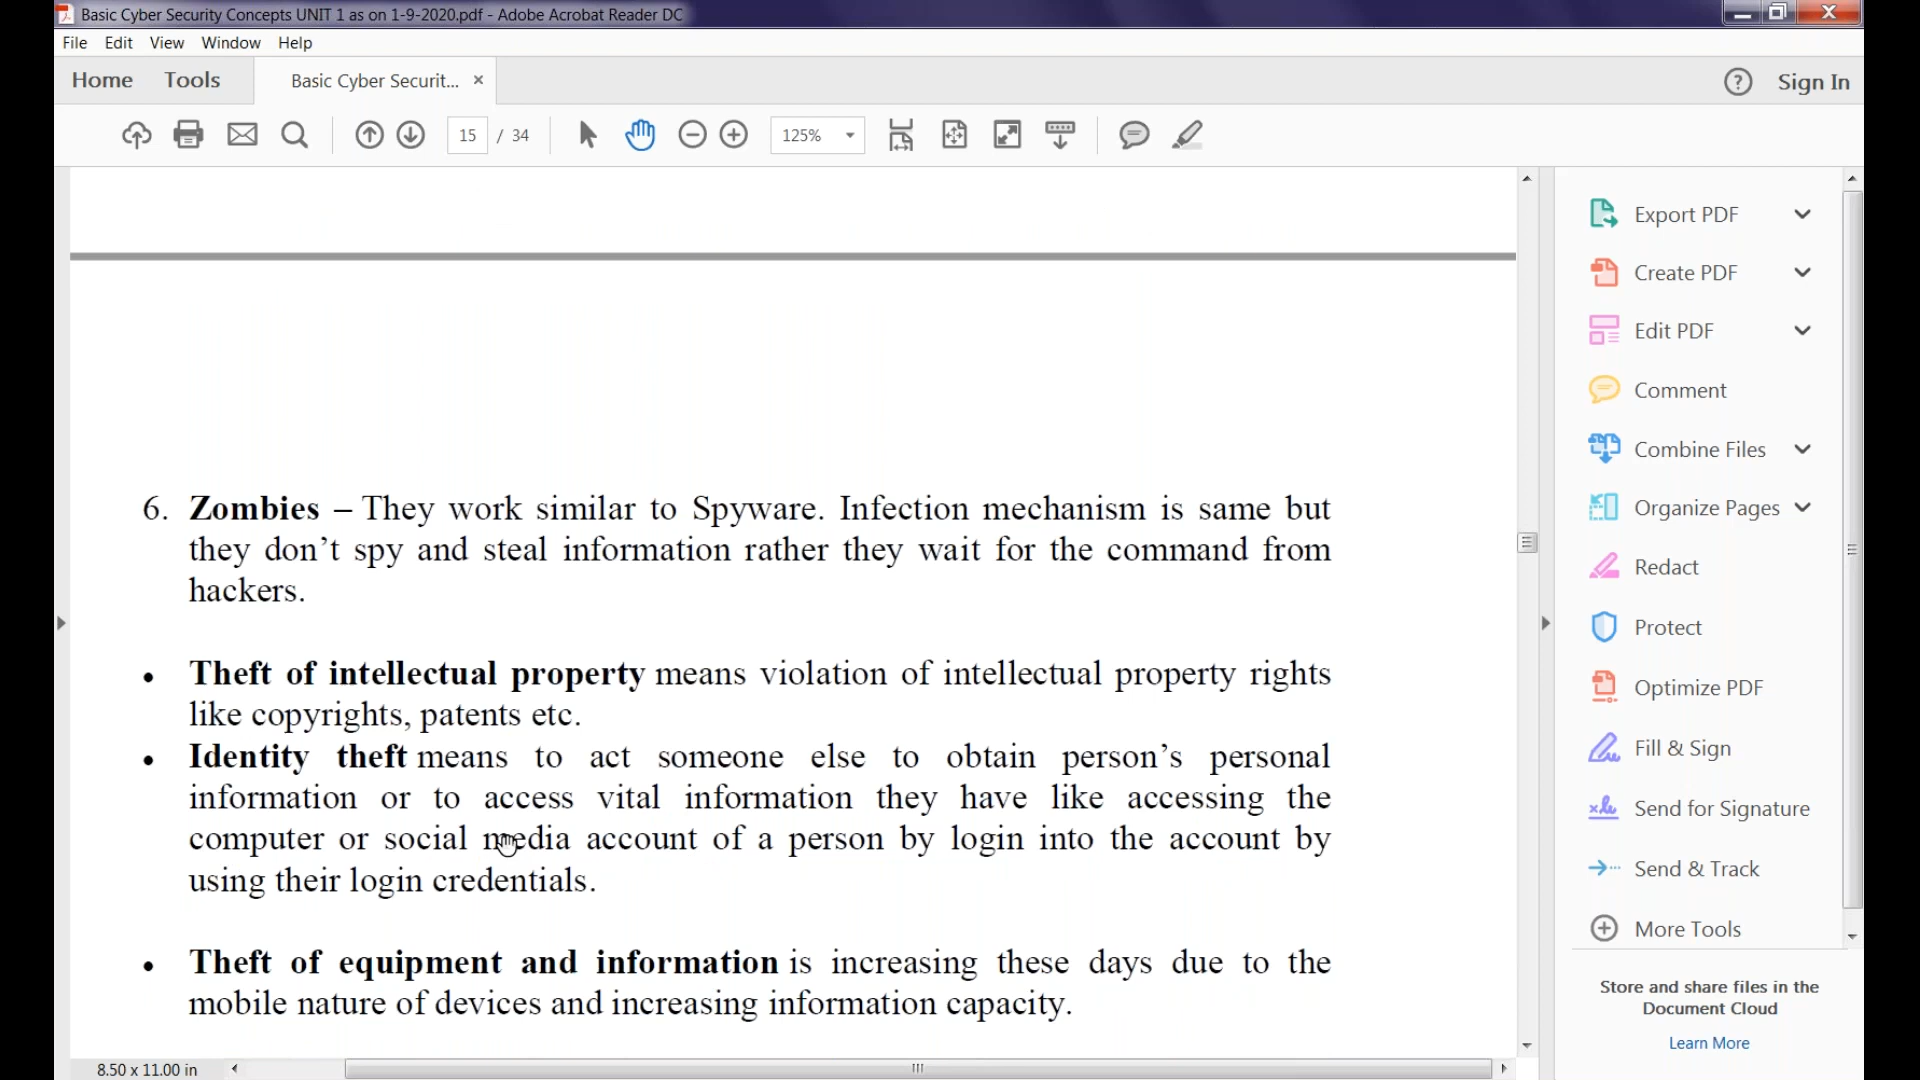 Basic Cyber Security Concepts UNIT 1 as on 1-9-2020.pdf - Adobe Acrobat Reader DC
File Edit View Window Help
Home Tools Basic Cyber Securit... × ? Sign In
15 / 34 125%
6. Zombies – They work similar to Spyware. Infection mechanism is same but
they don't spy and steal information rather they wait for the command from
hackers.
• Theft of intellectual property means violation of intellectual property rights
like copyrights, patents etc.
• Identity theft means to act someone else to obtain person's personal
information or to access vital information they have like accessing the
computer or social media account of a person by login into the account by
using their login credentials.
• Theft of equipment and information is increasing these days due to the
mobile nature of devices and increasing information capacity.
8.50 x 11.00 in
Export PDF
Create PDF
Edit PDF
Comment
Combine Files
Organize Pages
Redact
Protect
Optimize PDF
Fill & Sign
Send for Signature
Send & Track
More Tools
Store and share files in the
Document Cloud
Learn More